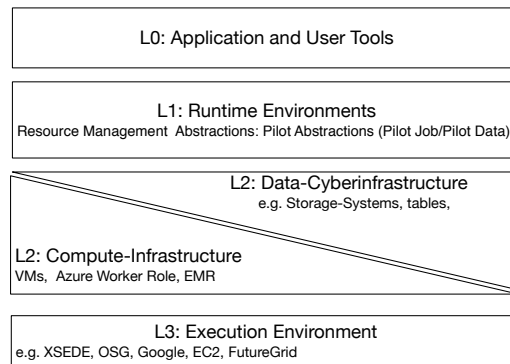 L0: Application and User Tools
L1: Runtime Environments
Resource Management Abstractions: Pilot Abstractions (Pilot Job/Pilot Data)
L2: Data-Cyberinfrastructure
e.g. Storage-Systems, tables,
L2: Compute-Infrastructure
VMs, Azure Worker Role, EMR
L3: Execution Environment
e.g. XSEDE, OSG, Google, EC2, FutureGrid